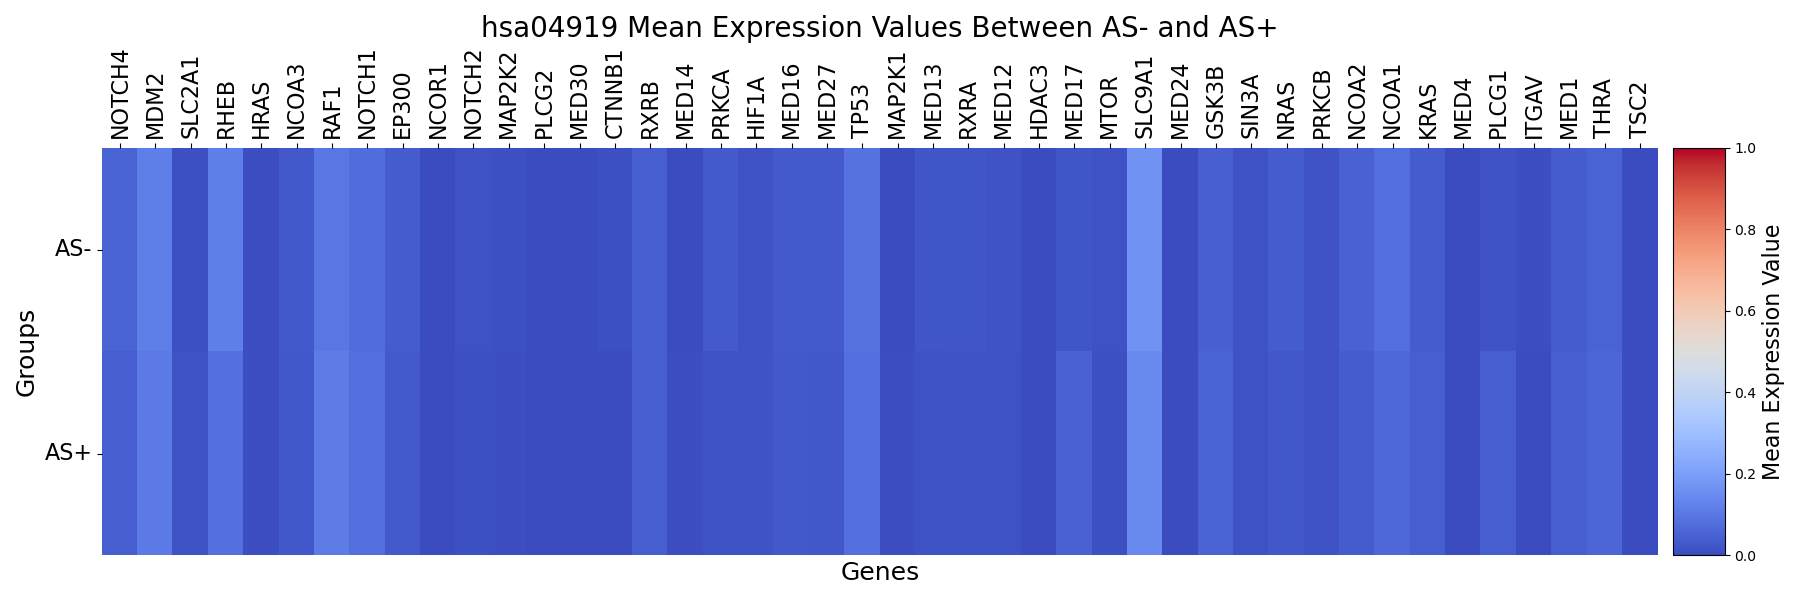 hsa04919 Mean Expression Values Between AS- and AS+
NOTCH4
MDM2
SLC2A1
RHEB
HRAS
NCOA3
RAF1
NOTCH1
EP300
NCOR1
NOTCH2
MAP2K2
PLCG2
MED30
CTNNB1
RXRB
MED14
PRKCA
HIF1A
MED16
MED27
TP53
MAP2K1
MED13
RXRA
MED12
HDAC3
MED17
MTOR
SLC9A1
MED24
GSK3B
SIN3A
NRAS
PRKCB
NCOA2
NCOA1
KRAS
MED4
PLCG1
ITGAV
MED1
THRA
TSC2
Groups
AS-
AS+
Genes
1.0
0.8
0.6
0.4
0.2
0.0
Mean Expression Value